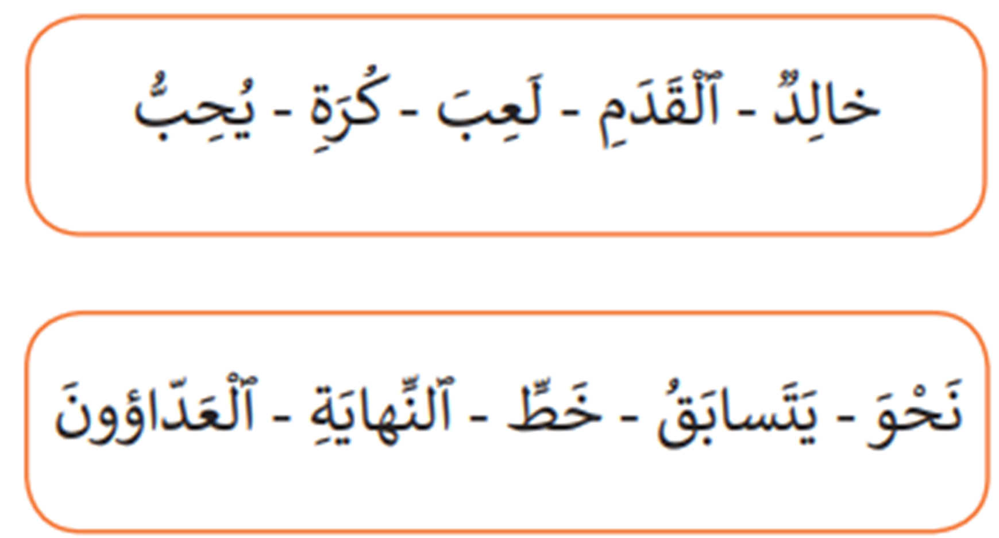 خالِدٌ - ٱلْقَدَمِ - لَعِبَ - كُرَةِ - يُحِبُّ
نَحْوَ - يَتَسابَقُ - خَطِّ - ٱلنِّهايَةِ - ٱلْعَدّاؤونَ